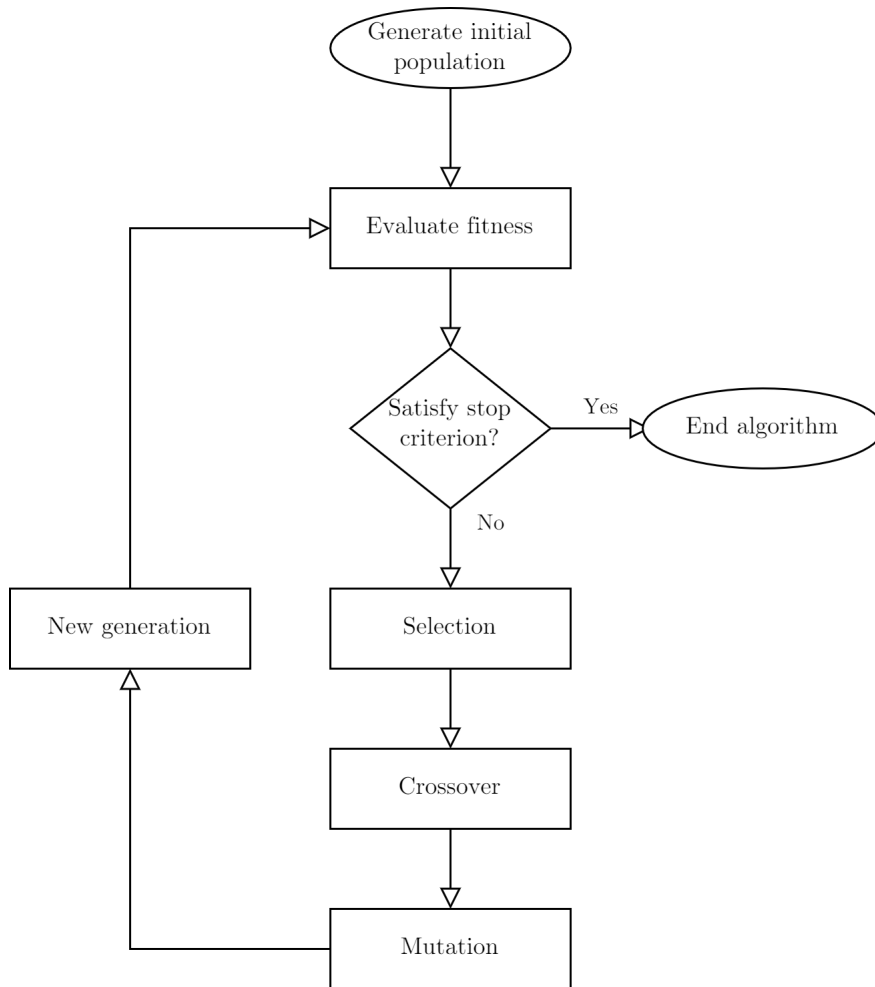 Generate initial
population
Evaluate fitness
Satisfy stop
criterion?
Yes
End algorithm
No
New generation
Selection
Crossover
Mutation